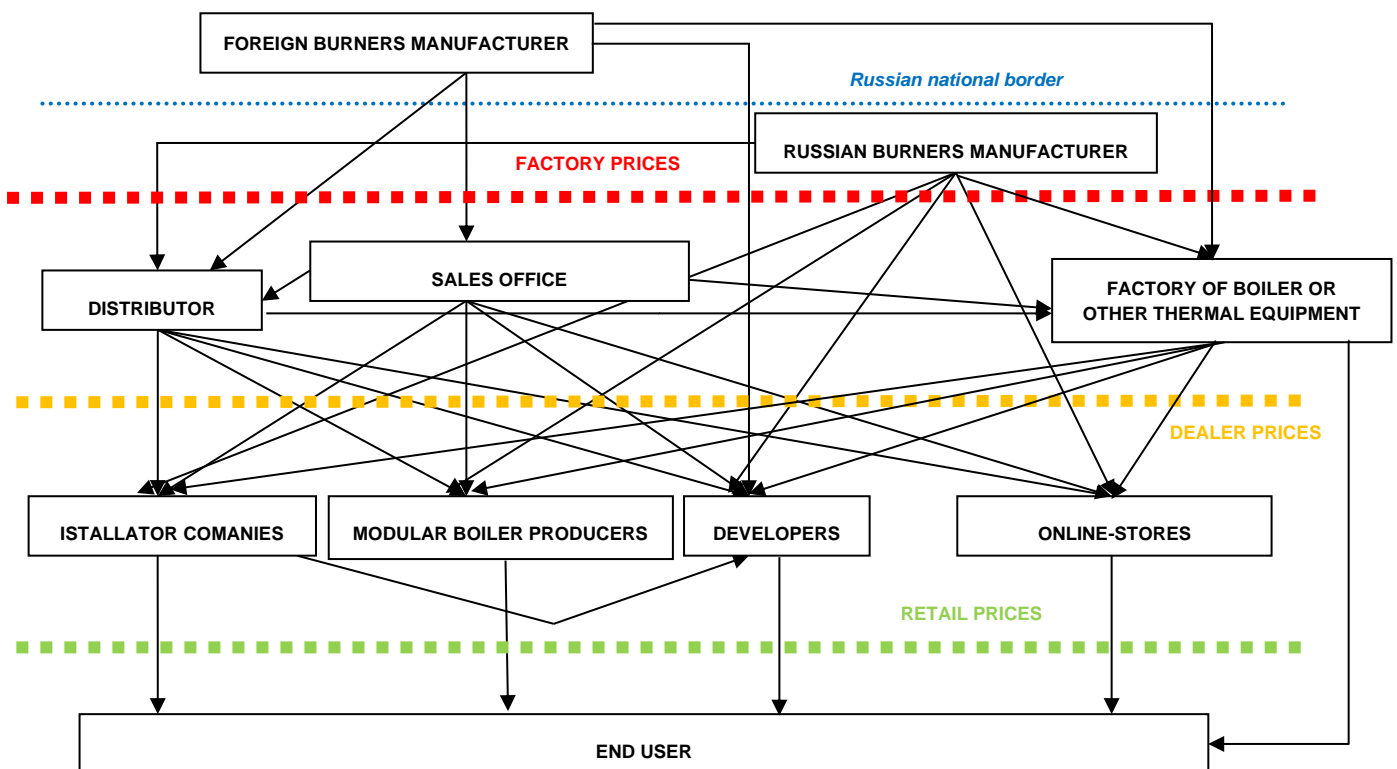 FOREIGN BURNERS MANUFACTURER
Russian national border
RUSSIAN BURNERS MANUFACTURER
FACTORY PRICES
SALES OFFICE
DISTRIBUTOR
FACTORY OF BOILER OR
OTHER THERMAL EQUIPMENT
DEALER PRICES
ISTALLATOR COMANIES
MODULAR BOILER PRODUCERS
DEVELOPERS
ONLINE-STORES
RETAIL PRICES
END USER